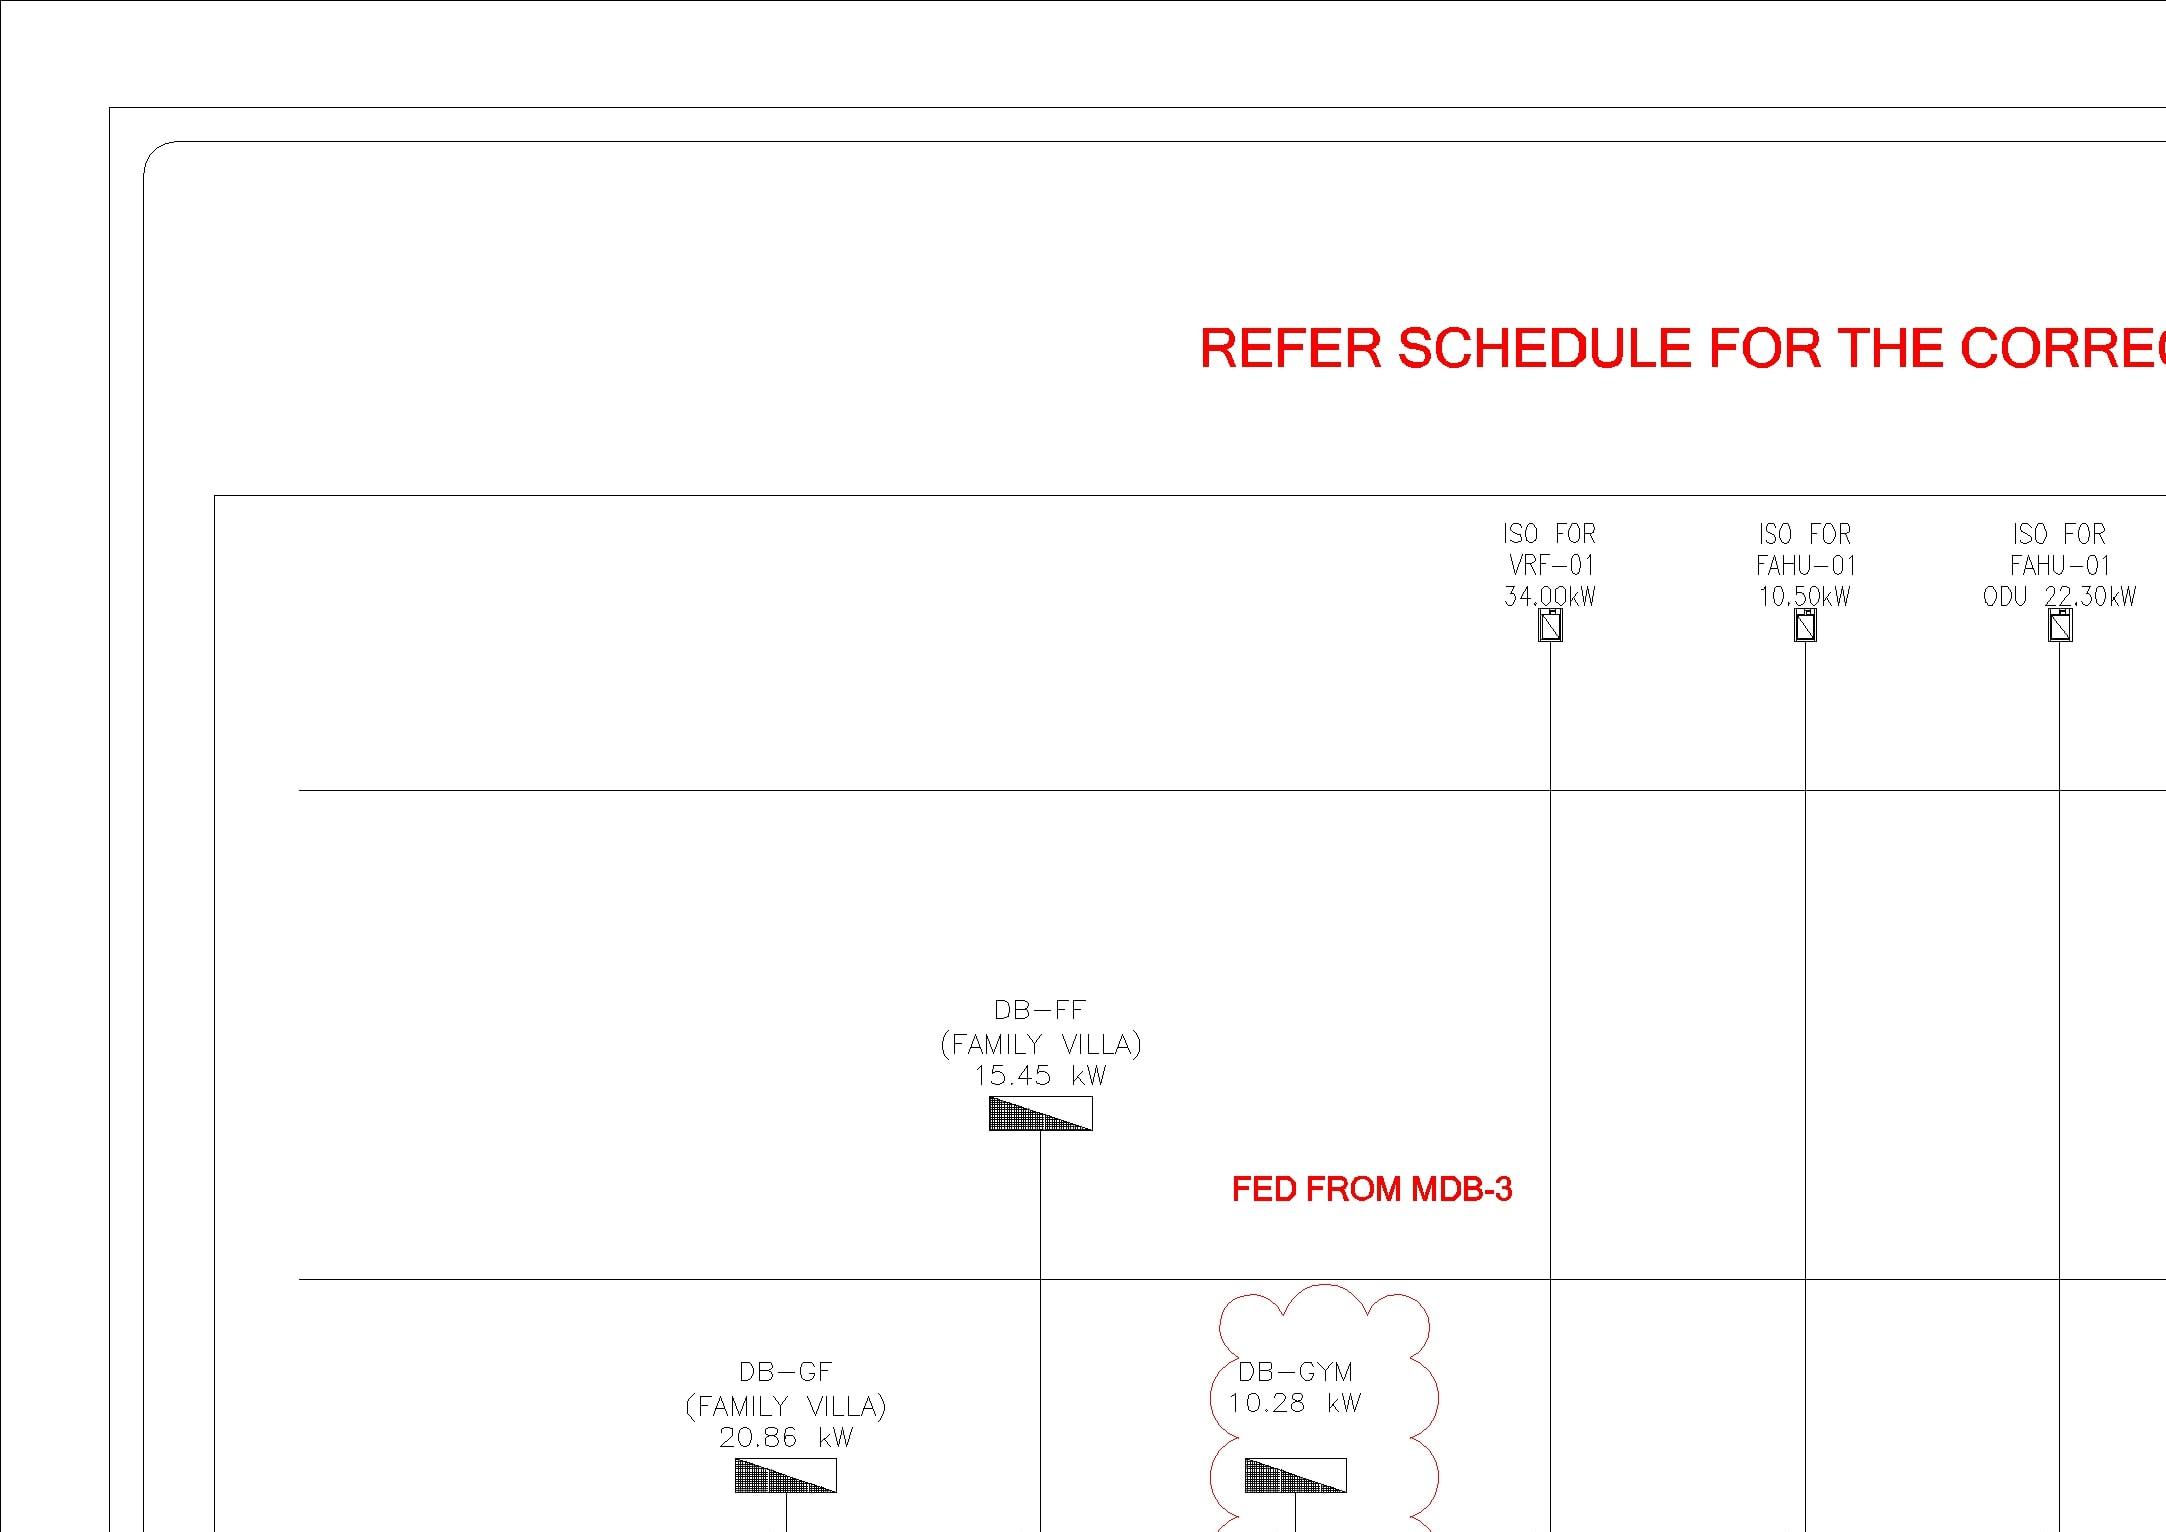 REFER SCHEDULE FOR THE CORREC
ISO FOR
VRF-01
34.00kW
ISO FOR
FAHU-01
10.50kW
ISO FOR
FAHU-01
ODU 22.30kW
DB-FF
(FAMILY VILLA)
15.45 kW
FED FROM MDB-3
DB-GF
(FAMILY VILLA)
20.86 kW
DB-GYM
10.28 kW